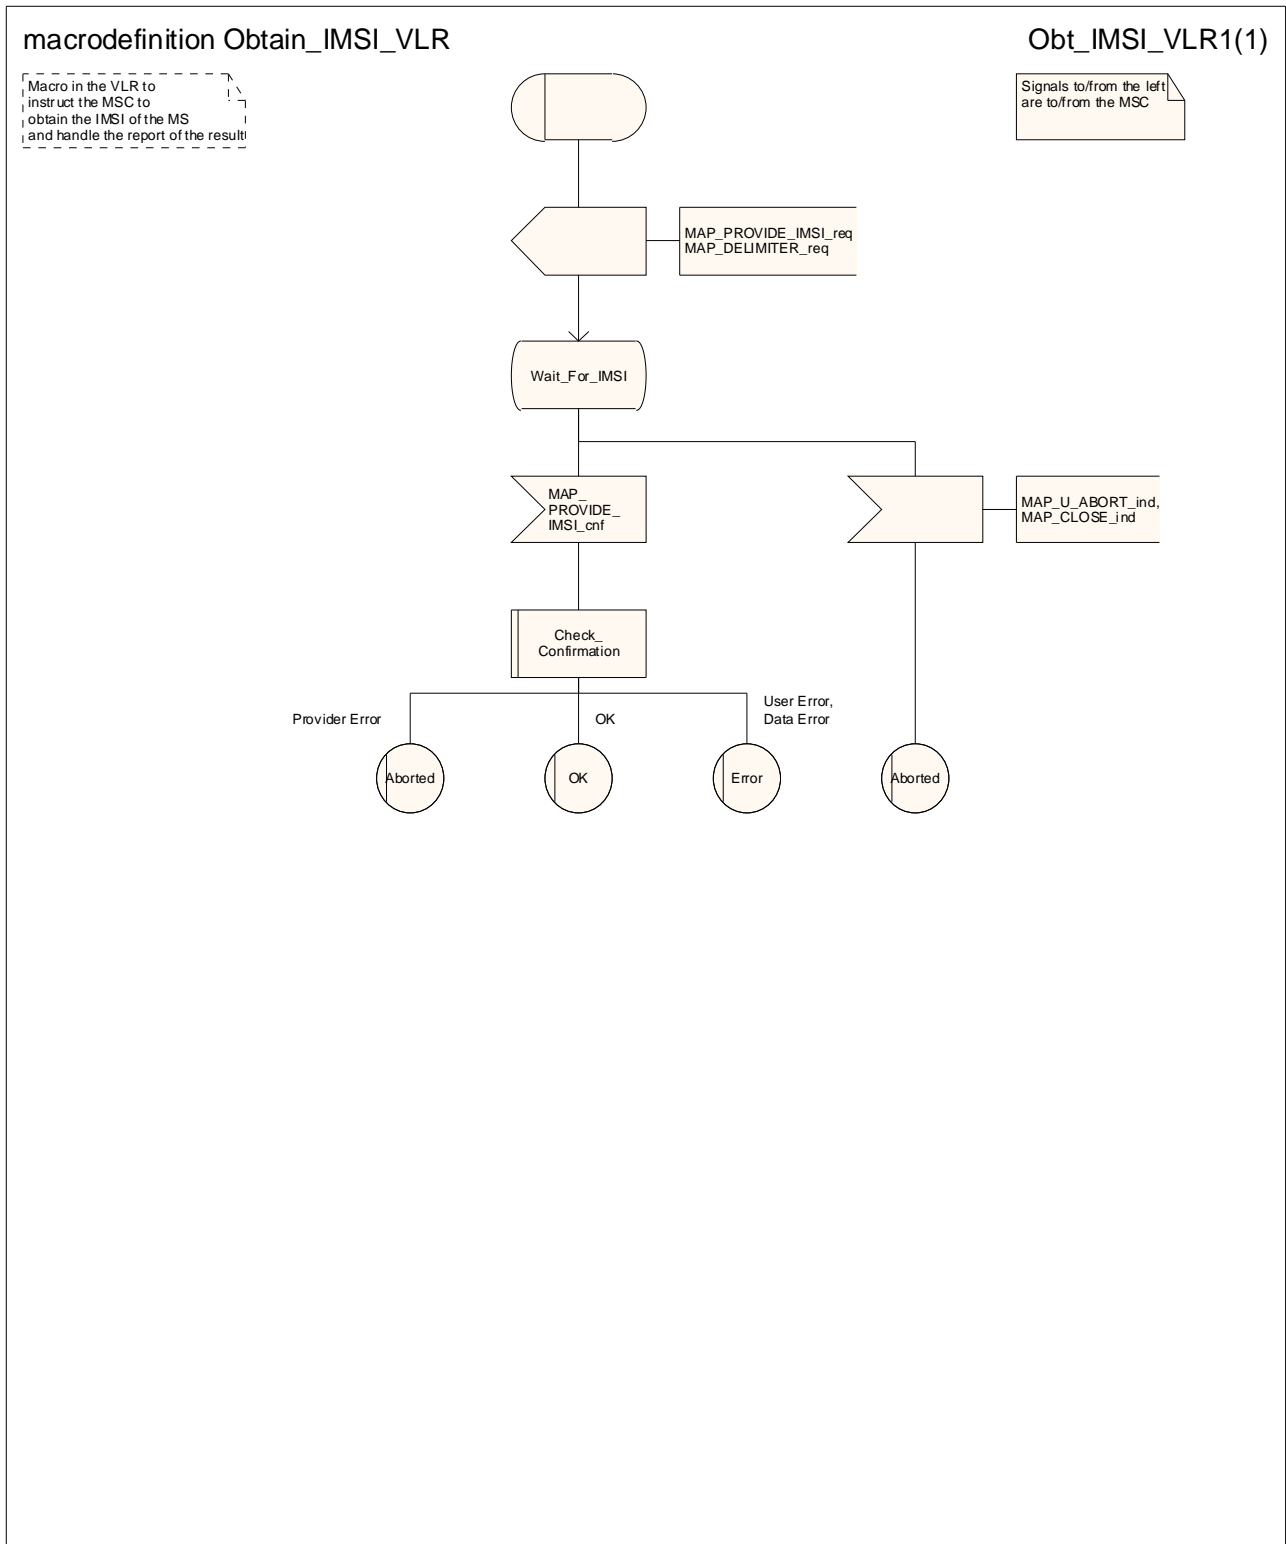 macrodefinition Obtain_IMSI_VLR
Obt_IMSI_VLR1(1)
Macro in the VLR to
instruct the MSC to
obtain the IMSI of the MS
and handle the report of the result
Signals to/from the left
are to/from the MSC
MAP_PROVIDE_IMSI_req
MAP_DELIMITER_req
Wait_For_IMSI
MAP_
PROVIDE_
IMSI_cnf
MAP_U_ABORT_ind,
MAP_CLOSE_ind
Check_
Confirmation
Provider Error
OK
User Error,
Data Error
Aborted
OK
Error
Aborted